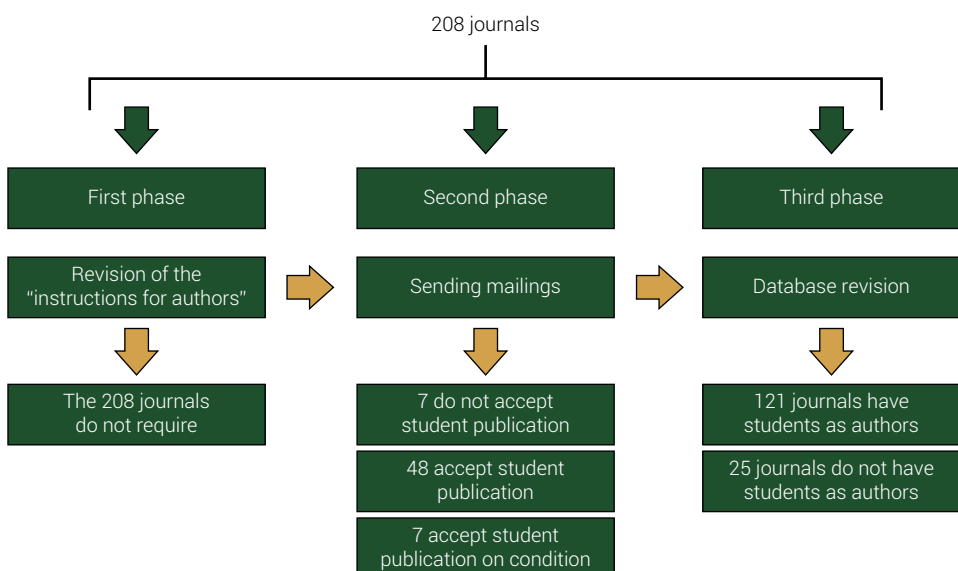 208 journals
First phase
Second phase
Third phase
Revision of the
“instructions for authors”
Sending mailings
Database revision
The 208 journals
do not require
7 do not accept
student publication
48 accept student
publication
7 accept student
publication on condition
121 journals have
students as authors
25 journals do not have
students as authors